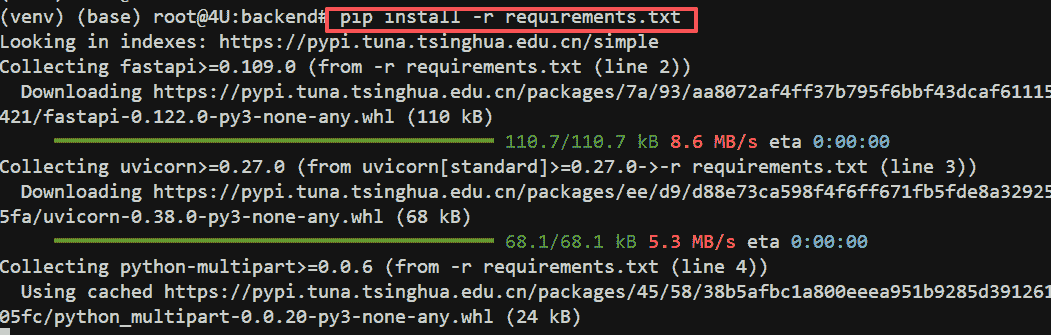 (venv) (base) root@4U:backend# pip install -r requirements.txt
Looking in indexes: https://pypi.tuna.tsinghua.edu.cn/simple
Collecting fastapi>=0.109.0 (from -r requirements.txt (line 2))
Downloading https://pypi.tuna.tsinghua.edu.cn/packages/7a/93/aa8072af4ff37b795f6bbf43dcaf61115
421/fastapi-0.122.0-py3-none-any.whl (110 kB)
110.7/110.7 kB 8.6 MB/s eta 0:00:00
Collecting uvicorn>=0.27.0 (from uvicorn[standard]>=0.27.0->-r requirements.txt (line 3))
Downloading https://pypi.tuna.tsinghua.edu.cn/packages/ee/d9/d88e73ca598f4f6ff671fb5fde8a32925
5fa/uvicorn-0.38.0-py3-none-any.whl (68 kB)
68.1/68.1 kB 5.3 MB/s eta 0:00:00
Collecting python-multipart>=0.0.6 (from -r requirements.txt (line 4))
Using cached https://pypi.tuna.tsinghua.edu.cn/packages/45/58/38b5afbc1a800eeea951b9285d391261
05fc/python_multipart-0.0.20-py3-none-any.whl (24 kB)